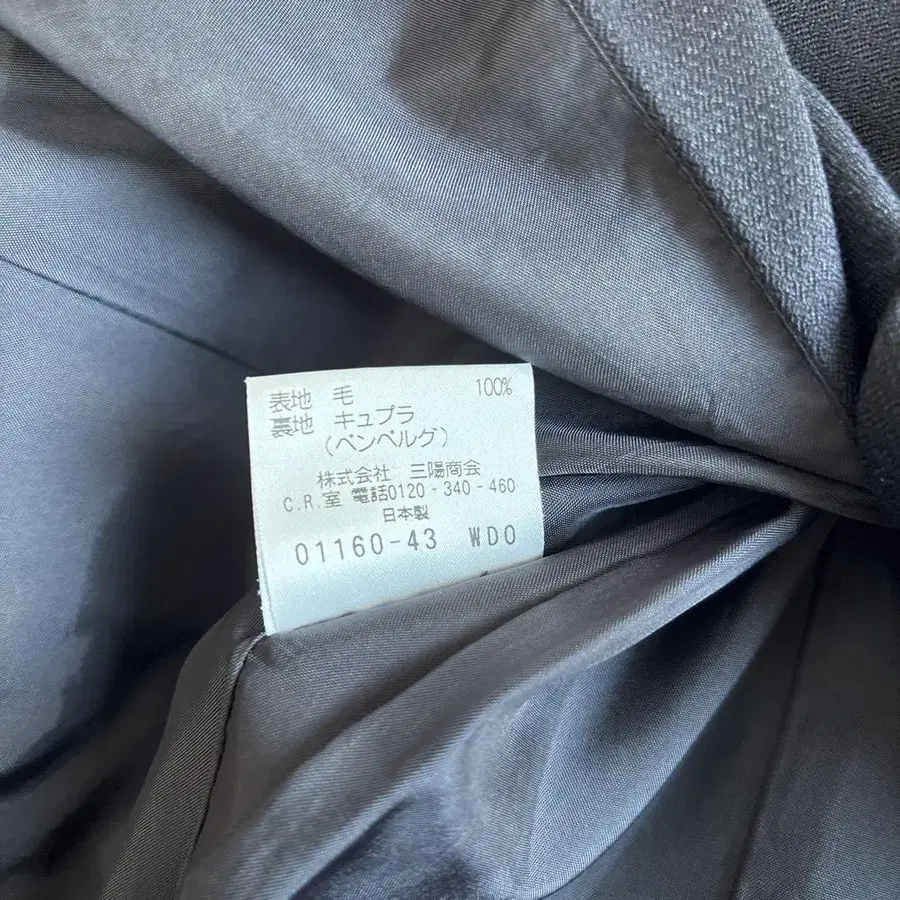 表地 毛 100%
裏地 キュプラ
(ベンベルグ)
株式会社 三陽商会
C.R.室 電話0120-340-460
日本製
01160-43 WDO